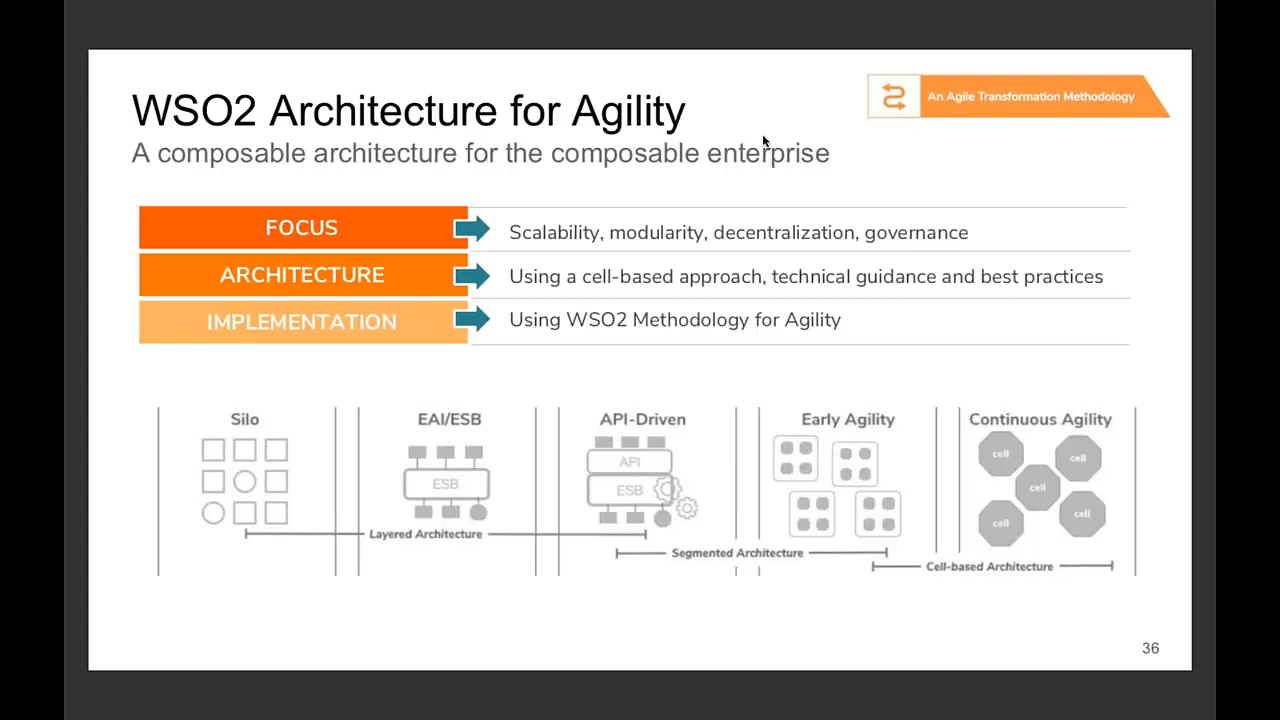 WSO2 Architecture for Agility
An Agile Transformation Methodology
A composable architecture for the composable enterprise
FOCUS
Scalability, modularity, decentralization, governance
ARCHITECTURE
Using a cell-based approach, technical guidance and best practices
IMPLEMENTATION
Using WSO2 Methodology for Agility
Silo
EAI/ESB
ESB
API-Driven
API
ESB
Early Agility
Continuous Agility
cell
cell
cell
cell
cell
Layered Architecture
Segmented Architecture
Cell-based Architecture
36